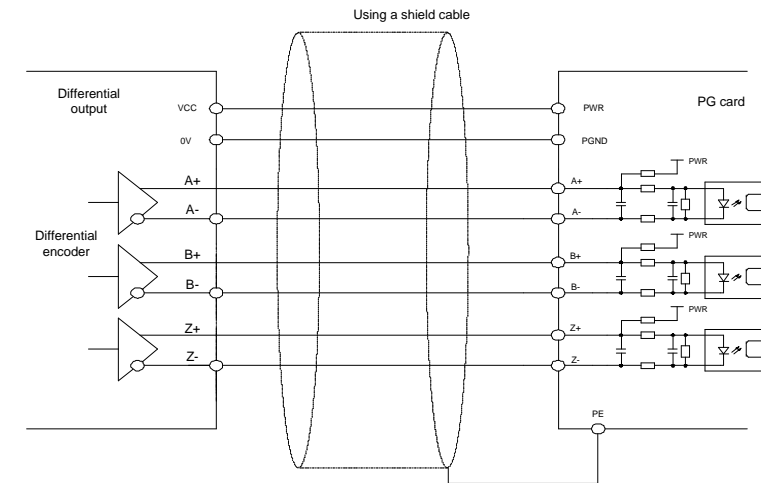 Using a shield cable
Differential
output
VCC
PWR
PG card
0V
PGND
PWR
A+
A+
A-
A-
PWR
Differential
encoder
B+
B+
B-
B-
PWR
Z+
Z+
Z-
Z-
PE